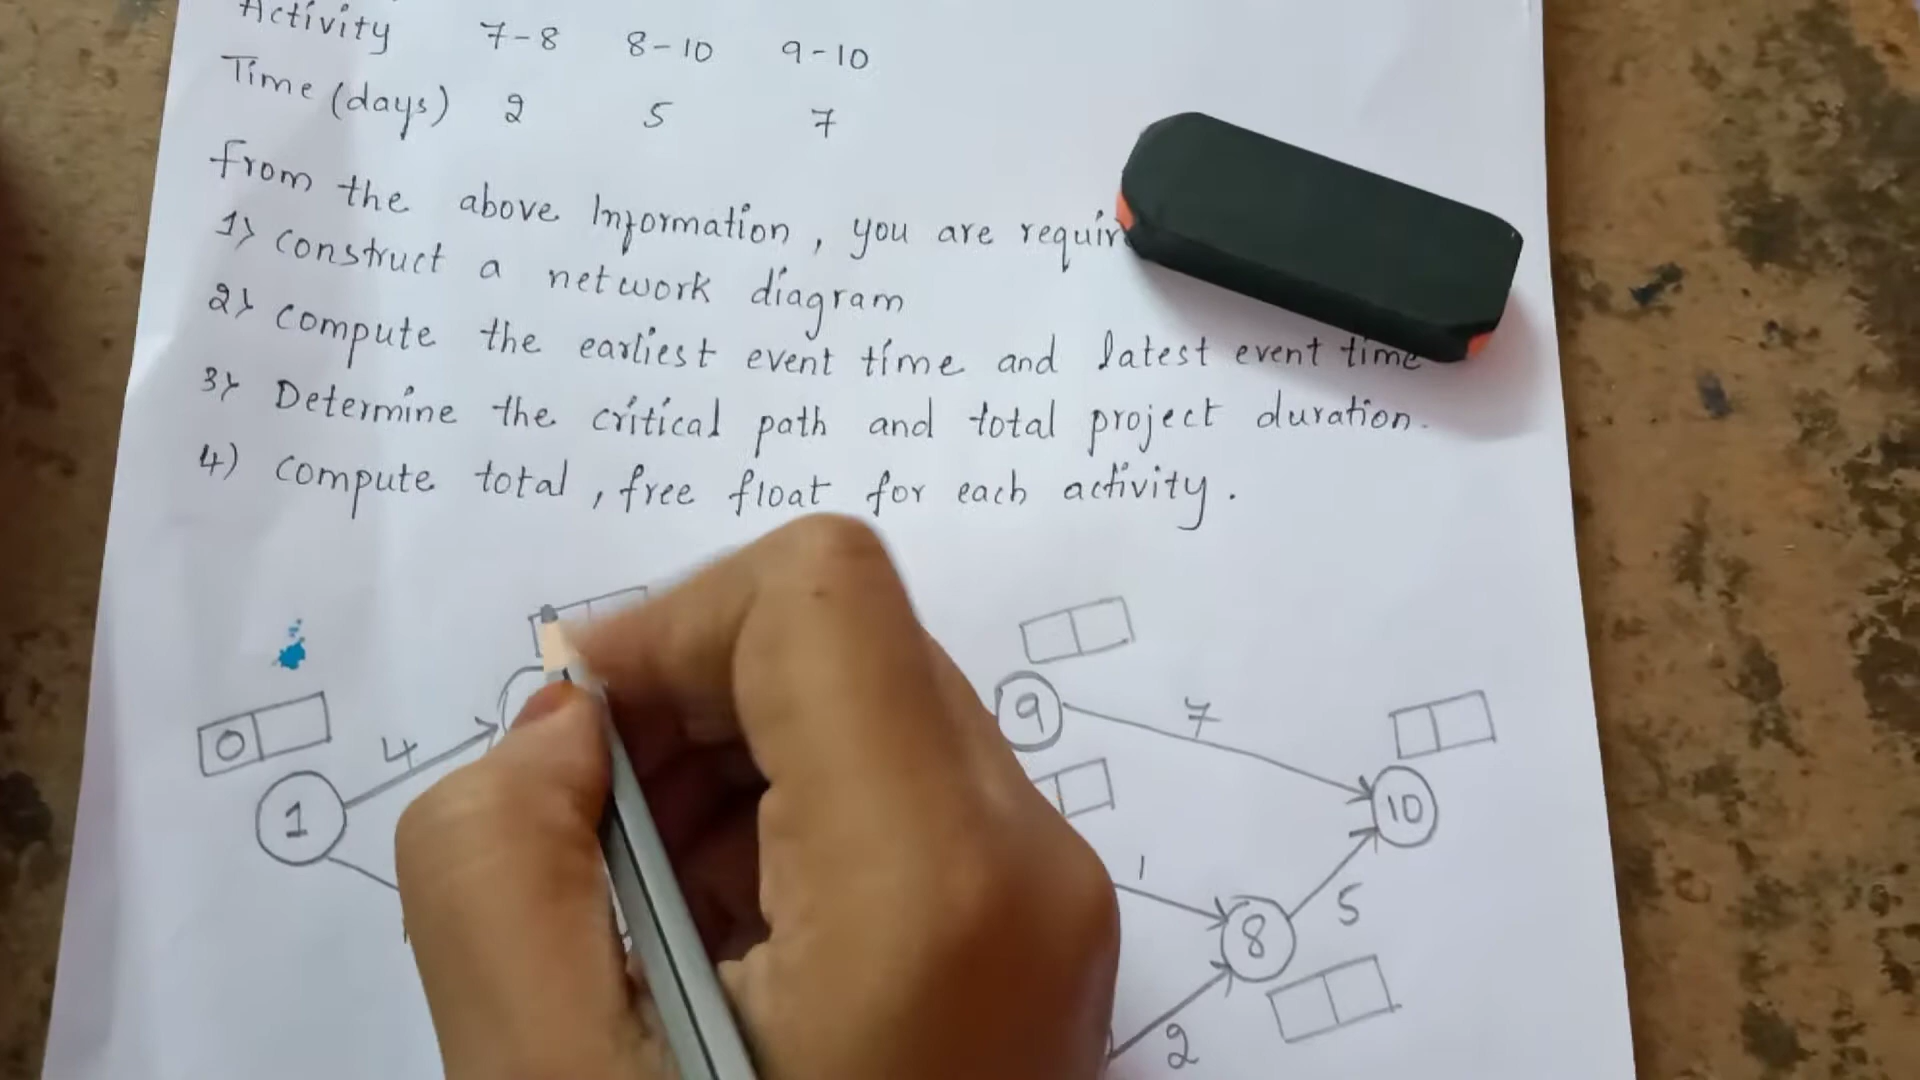 Activity 7-8 8-10 9-10
Time (days) 2 5 7
From the above Information, you are
1) construct a network diagram
2) compute the earliest event time and latest event time
3) Determine the critical path and total project duration.
4) compute total, free float for each activity.
0
4
1
9
7
10
1
8
5
2